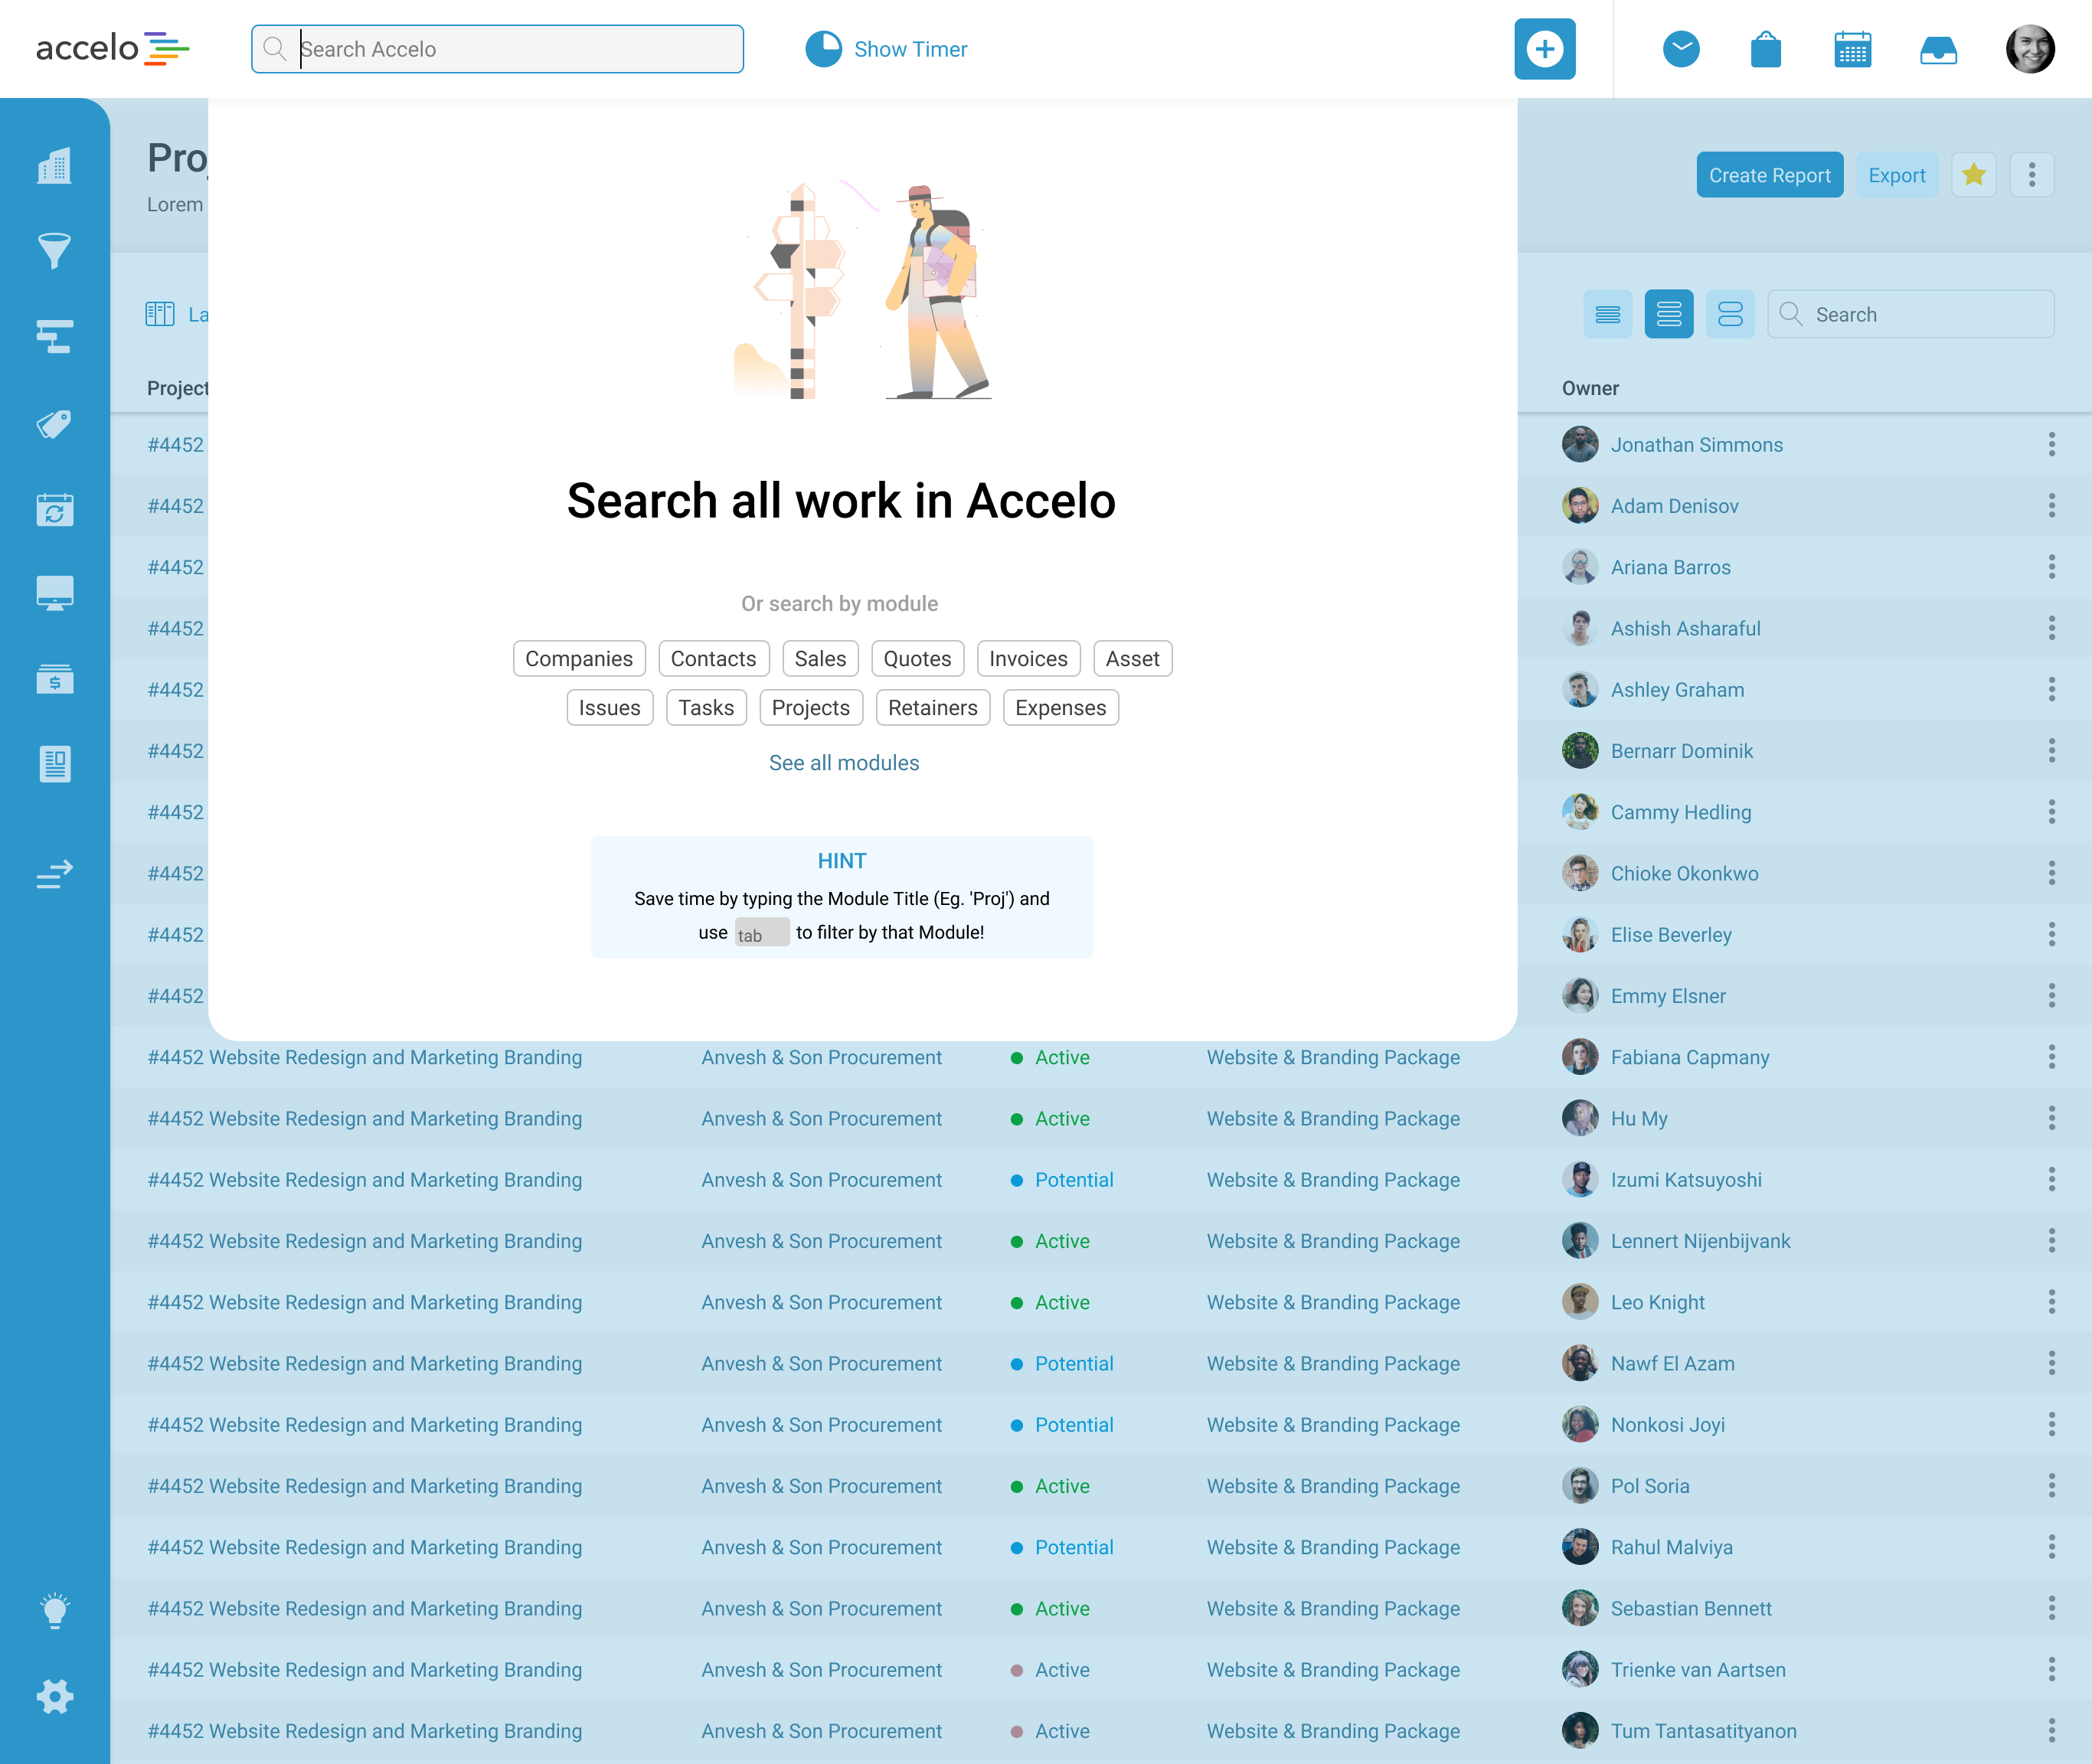 accelo
Search Accelo
Show Timer
Pro
Lorem
Create Report
Export
La
Search
Project
Owner
Search all work in Accelo
Or search by module
Companies Contacts Sales Quotes Invoices Asset
Issues Tasks Projects Retainers Expenses
See all modules
HINT
Save time by typing the Module Title (Eg. 'Proj') and
use tab to filter by that Module!
#4452 Jonathan Simmons
#4452 Adam Denisov
#4452 Ariana Barros
#4452 Ashish Asharaful
#4452 Ashley Graham
#4452 Bernarr Dominik
#4452 Cammy Hedling
#4452 Chioke Okonkwo
#4452 Elise Beverley
#4452 Emmy Elsner
#4452 Website Redesign and Marketing Branding Anvesh & Son Procurement Active Website & Branding Package Fabiana Capmany
#4452 Website Redesign and Marketing Branding Anvesh & Son Procurement Active Website & Branding Package Hu My
#4452 Website Redesign and Marketing Branding Anvesh & Son Procurement Potential Website & Branding Package Izumi Katsuyoshi
#4452 Website Redesign and Marketing Branding Anvesh & Son Procurement Active Website & Branding Package Lennert Nijenbijvank
#4452 Website Redesign and Marketing Branding Anvesh & Son Procurement Active Website & Branding Package Leo Knight
#4452 Website Redesign and Marketing Branding Anvesh & Son Procurement Potential Website & Branding Package Nawf El Azam
#4452 Website Redesign and Marketing Branding Anvesh & Son Procurement Potential Website & Branding Package Nonkosi Joyi
#4452 Website Redesign and Marketing Branding Anvesh & Son Procurement Active Website & Branding Package Pol Soria
#4452 Website Redesign and Marketing Branding Anvesh & Son Procurement Potential Website & Branding Package Rahul Malviya
#4452 Website Redesign and Marketing Branding Anvesh & Son Procurement Active Website & Branding Package Sebastian Bennett
#4452 Website Redesign and Marketing Branding Anvesh & Son Procurement Active Website & Branding Package Trienke van Aartsen
#4452 Website Redesign and Marketing Branding Anvesh & Son Procurement Active Website & Branding Package Tum Tantasatityanon